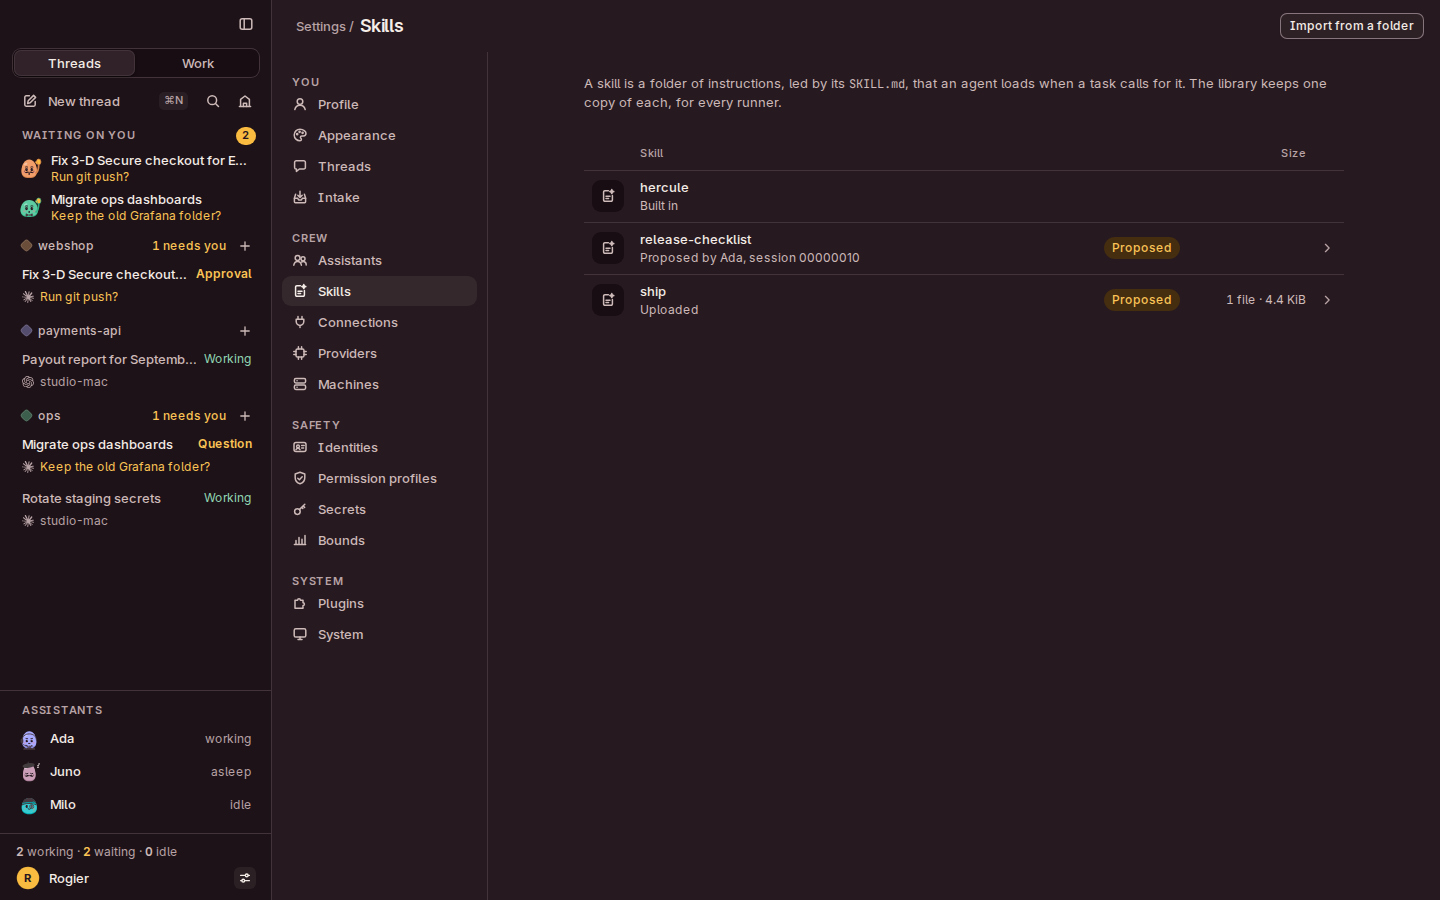 Threads
Work
New thread
⌘N
WAITING ON YOU
2
Fix 3-D Secure checkout for E...
Run git push?
Migrate ops dashboards
Keep the old Grafana folder?
webshop
1 needs you
Fix 3-D Secure checkout...
Approval
Run git push?
payments-api
Payout report for Septemb...
Working
studio-mac
ops
1 needs you
Migrate ops dashboards
Question
Keep the old Grafana folder?
Rotate staging secrets
Working
studio-mac
ASSISTANTS
Ada
working
Juno
asleep
Milo
idle
2 working · 2 waiting · 0 idle
R
Rogier
Settings / Skills
Import from a folder
YOU
Profile
Appearance
Threads
Intake
CREW
Assistants
Skills
Connections
Providers
Machines
SAFETY
Identities
Permission profiles
Secrets
Bounds
SYSTEM
Plugins
System
A skill is a folder of instructions, led by its SKILL.md, that an agent loads when a task calls for it. The library keeps one
copy of each, for every runner.
Skill
Size
hercule
Built in
release-checklist
Proposed by Ada, session 00000010
Proposed
ship
Uploaded
Proposed
1 file · 4.4 KiB